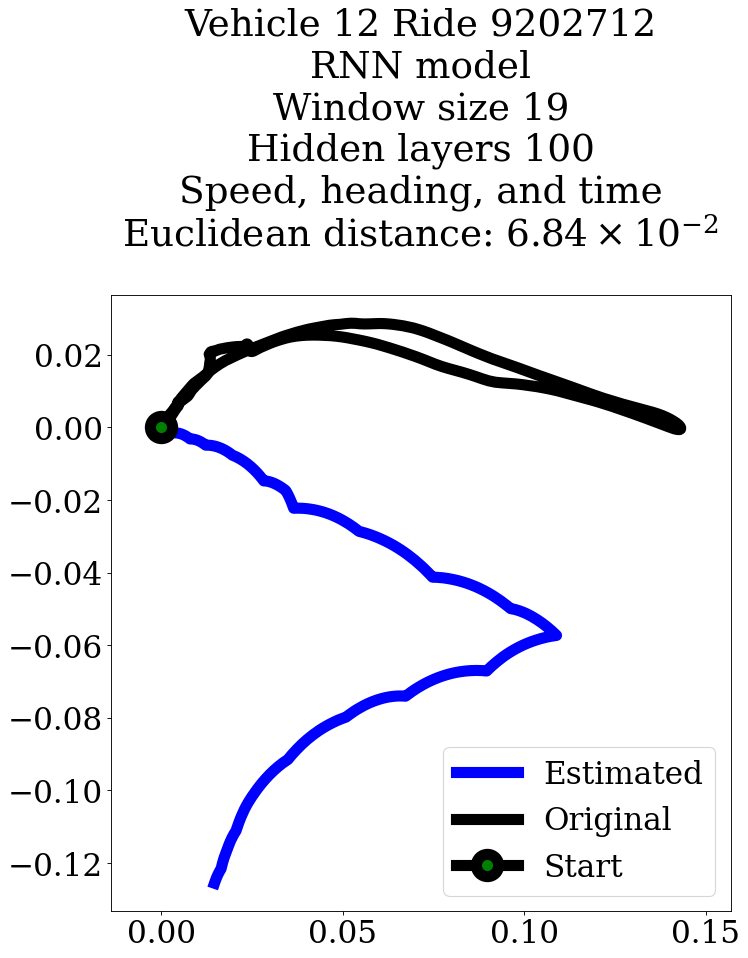 Vehicle 12 Ride 9202712
RNN model
Window size 19
Hidden layers 100
Speed, heading, and time
Euclidean distance: 6.84 × 10⁻²
0.02
0.00
−0.02
−0.04
−0.06
−0.08
−0.10
−0.12
Estimated
Original
Start
0.00 0.05 0.10 0.15